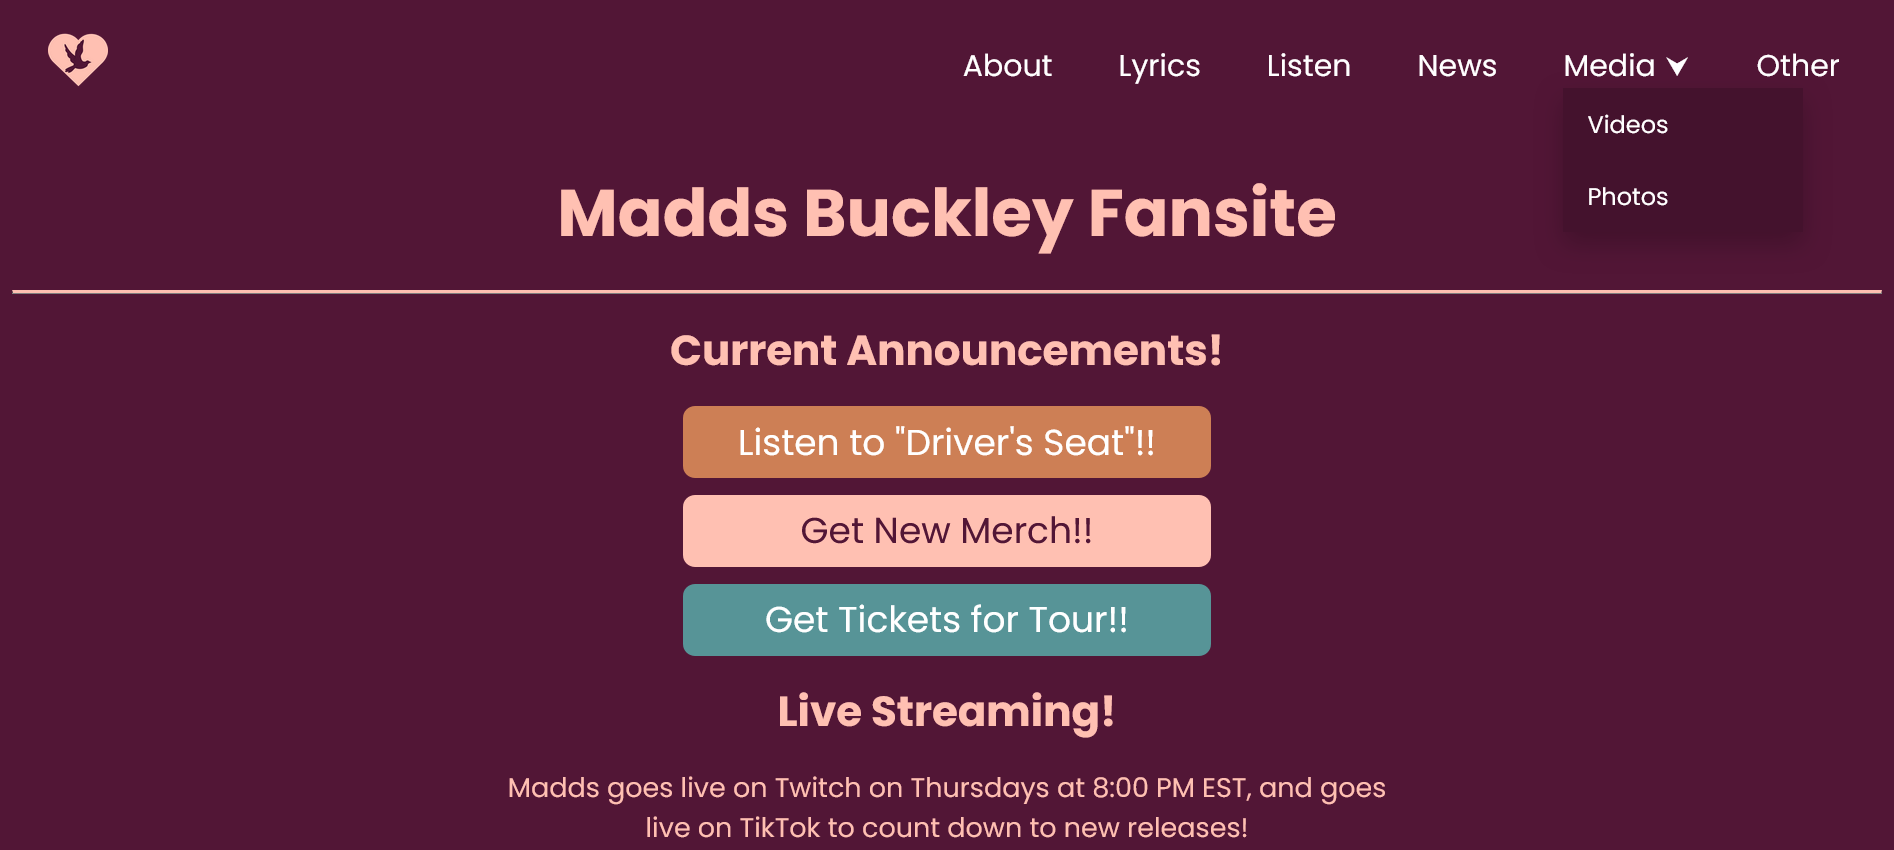 About
Lyrics
Listen
News
Media
Other
Videos
Photos
Madds Buckley Fansite
Current Announcements!
Listen to "Driver's Seat"!!
Get New Merch!!
Get Tickets for Tour!!
Live Streaming!
Madds goes live on Twitch on Thursdays at 8:00 PM EST, and goes
live on TikTok to count down to new releases!